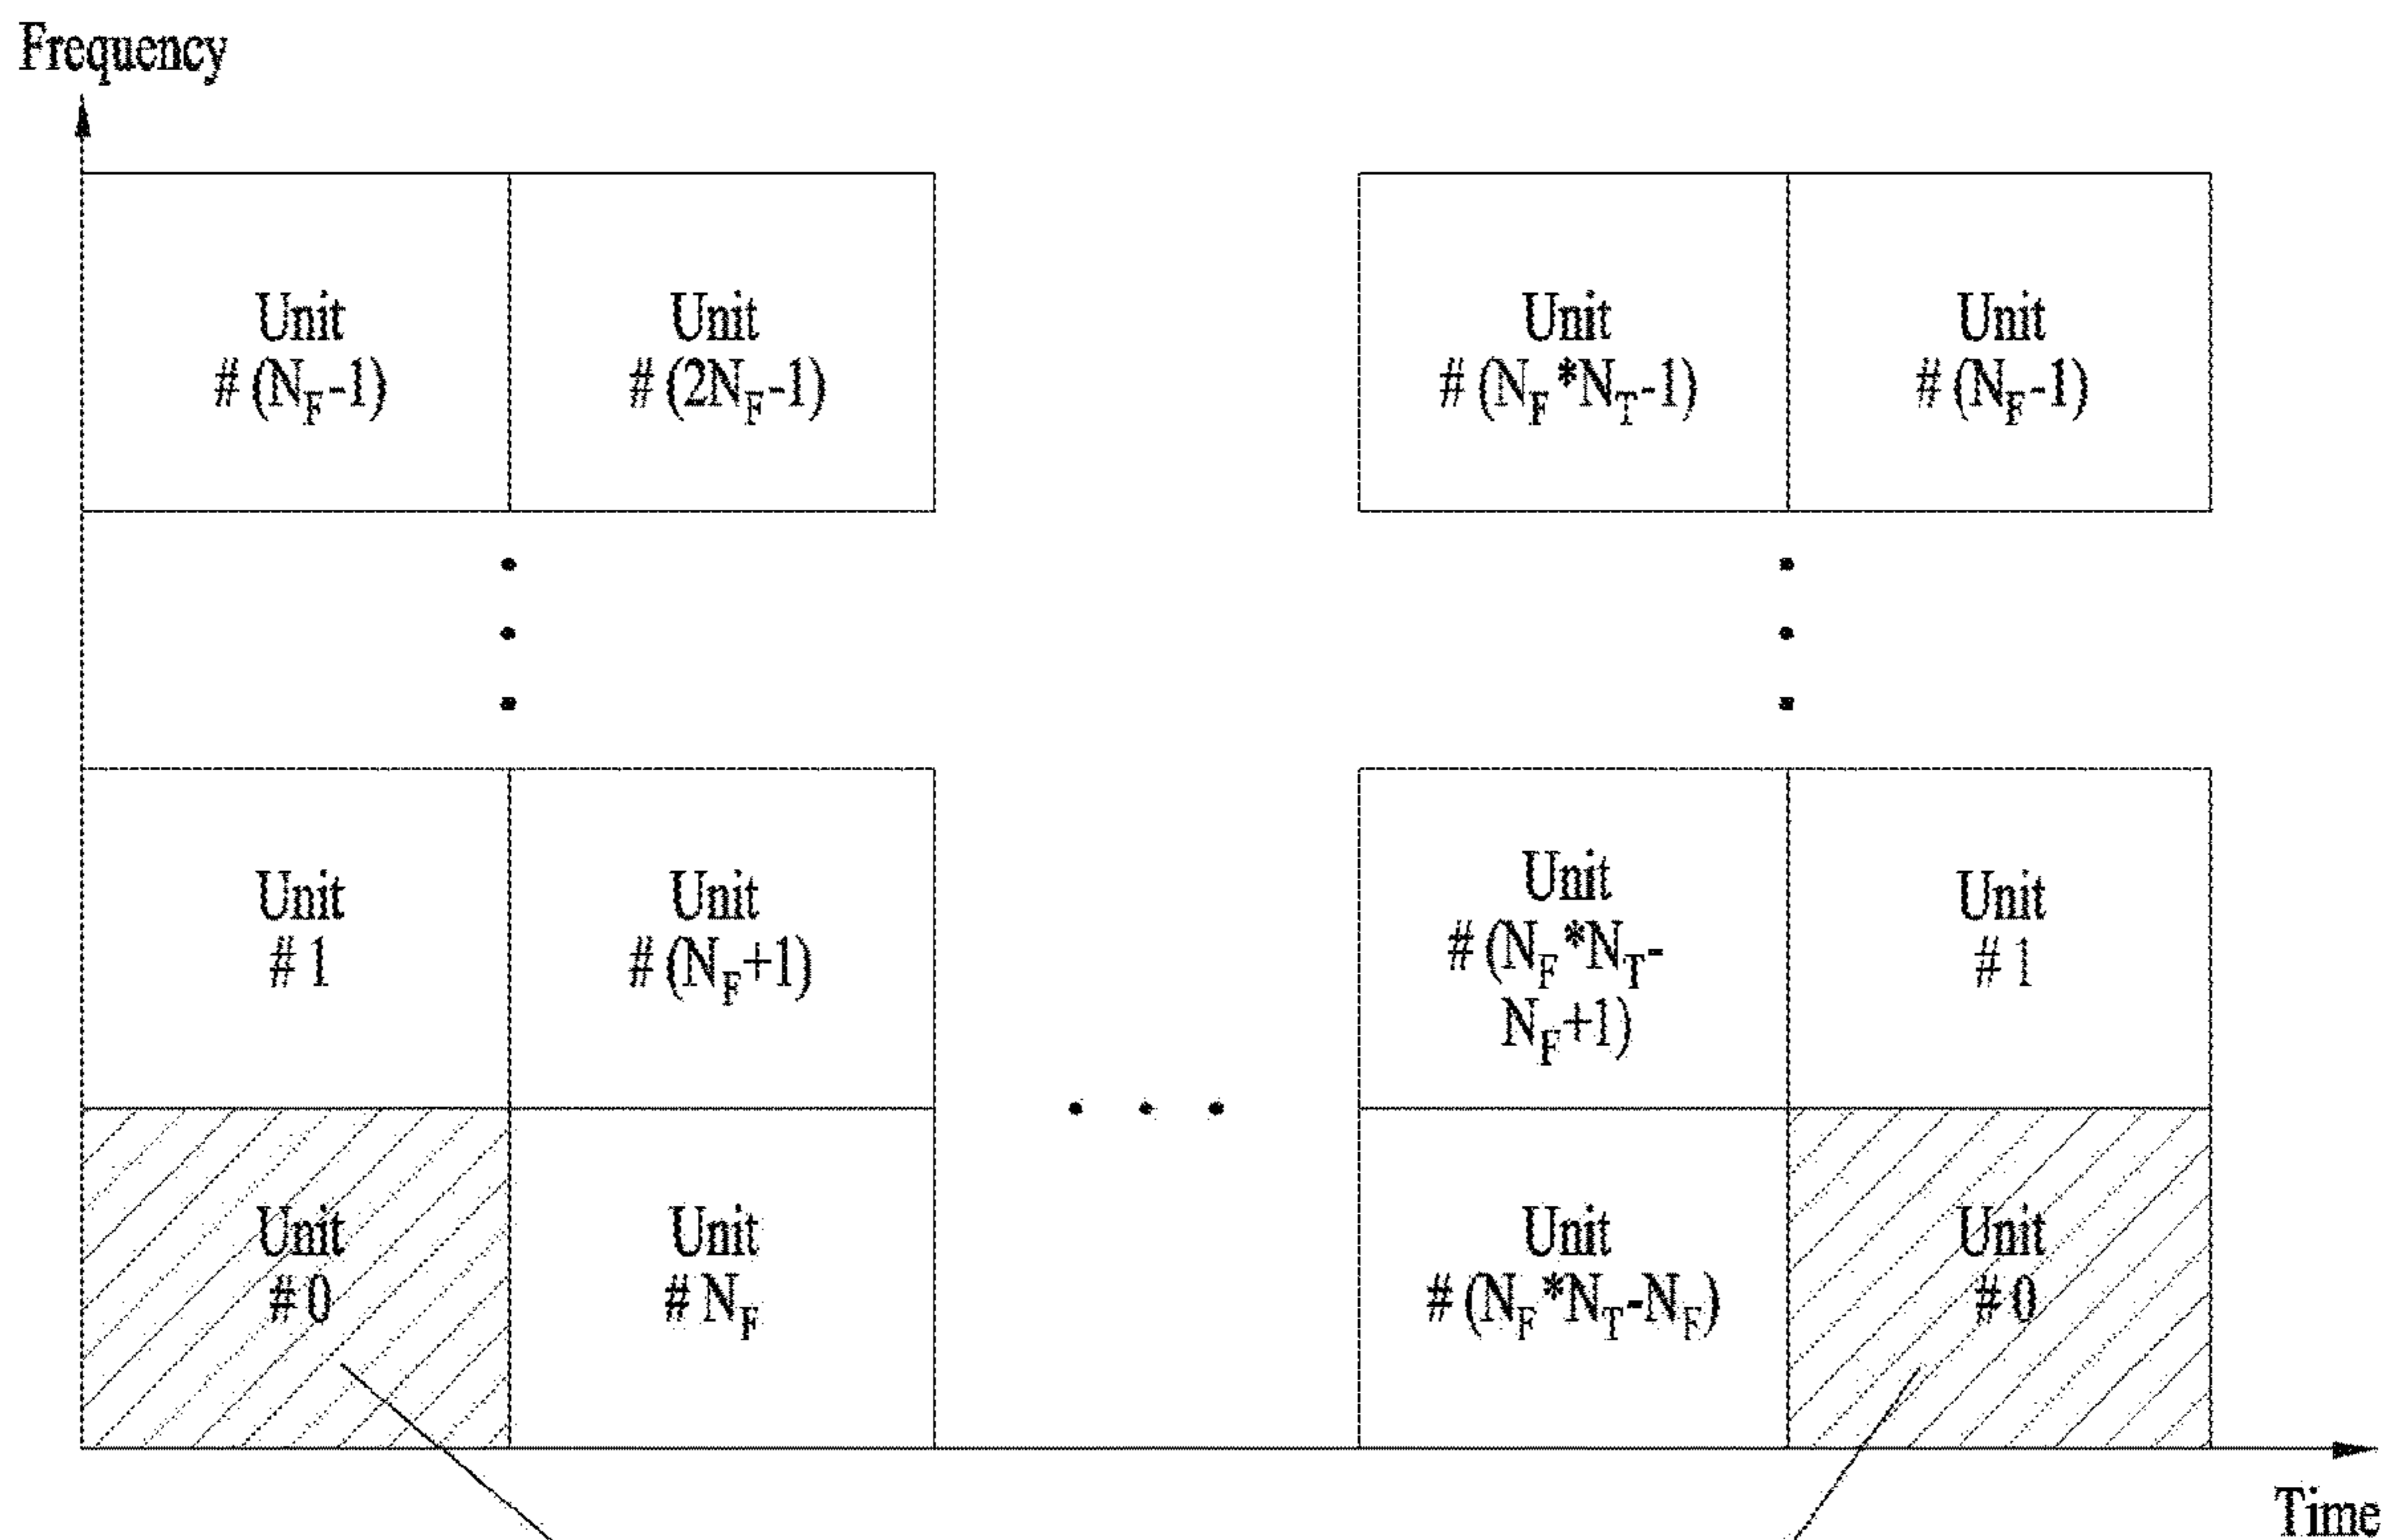 Frequency
Unit
# (N_F-1)
Unit
# (2N_F-1)
Unit
# (N_F*N_T-1)
Unit
# (N_F-1)
Unit
# 1
Unit
# (N_F+1)
Unit
# (N_F*N_T-
N_F+1)
Unit
# 1
Unit
# 0
Unit
# N_F
Unit
# (N_F*N_T-N_F)
Unit
# 0
Time